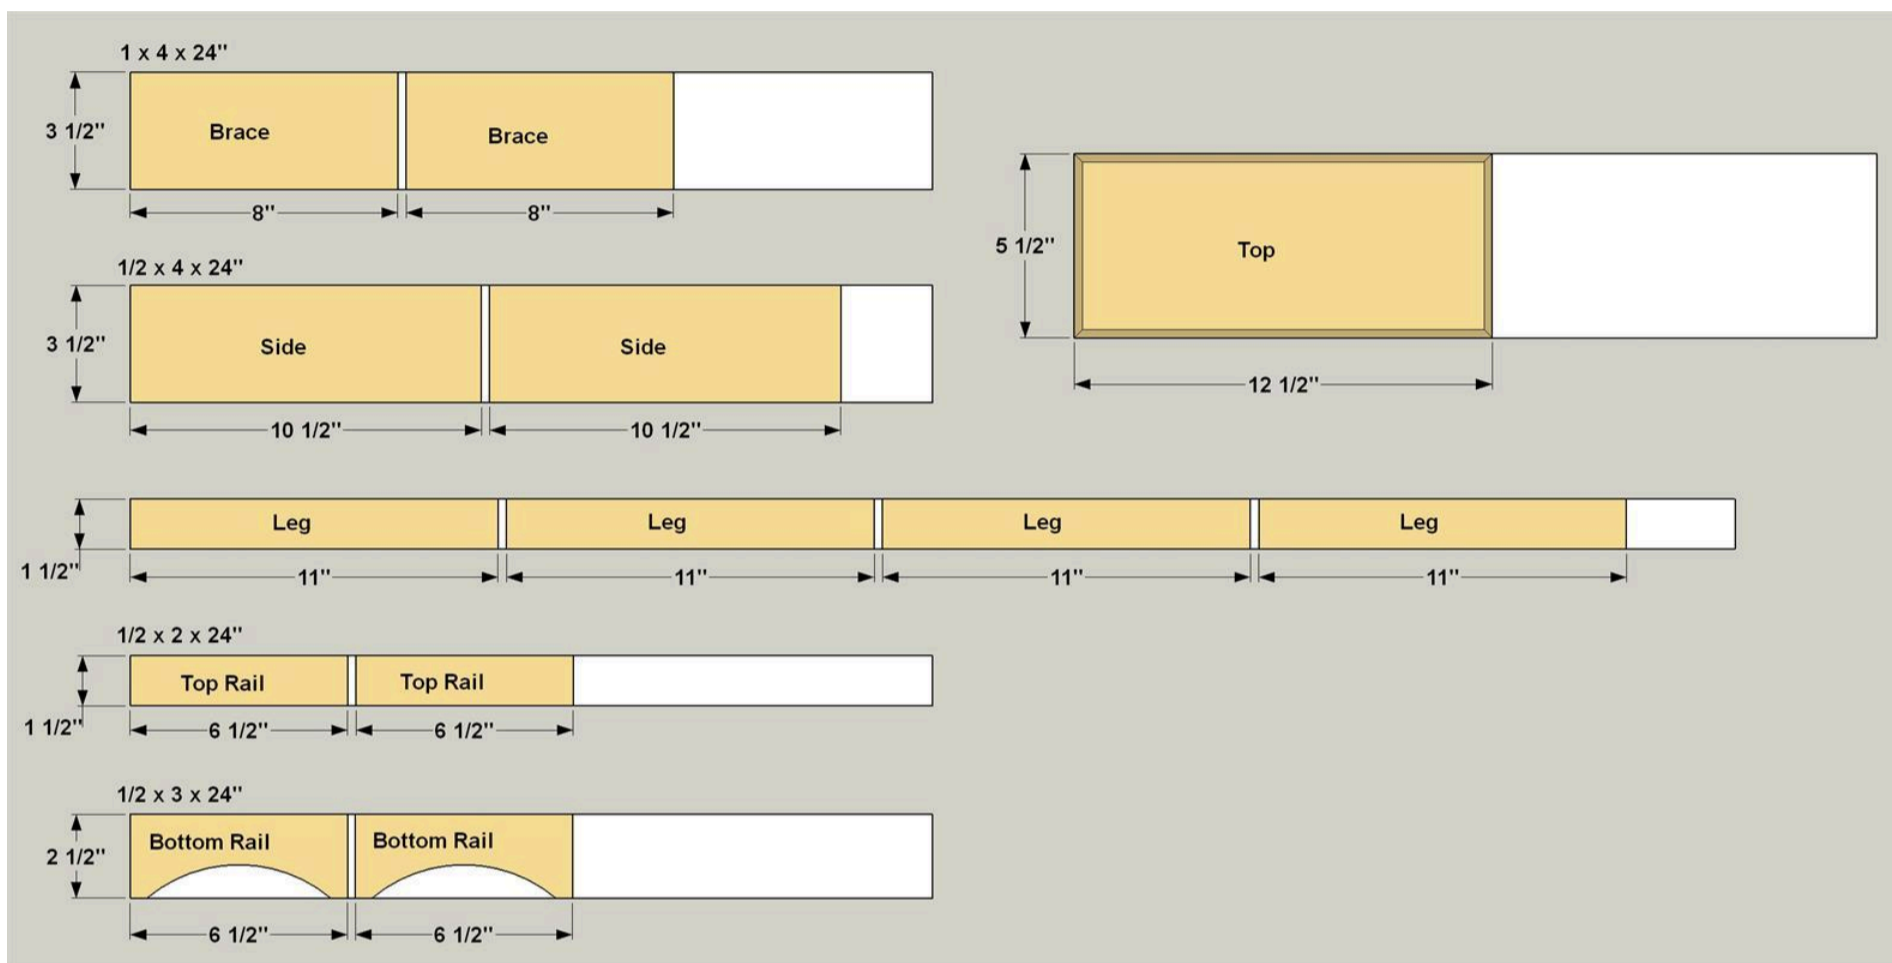 1 x 4 x 24"
3 1/2"
Brace
Brace
8"
8"
1/2 x 4 x 24"
3 1/2"
Side
Side
10 1/2"
10 1/2"
5 1/2"
Top
12 1/2"
Leg
Leg
Leg
Leg
1 1/2"
11"
11"
11"
11"
1/2 x 2 x 24"
Top Rail
Top Rail
1 1/2"
6 1/2"
6 1/2"
1/2 x 3 x 24"
2 1/2"
Bottom Rail
Bottom Rail
6 1/2"
6 1/2"